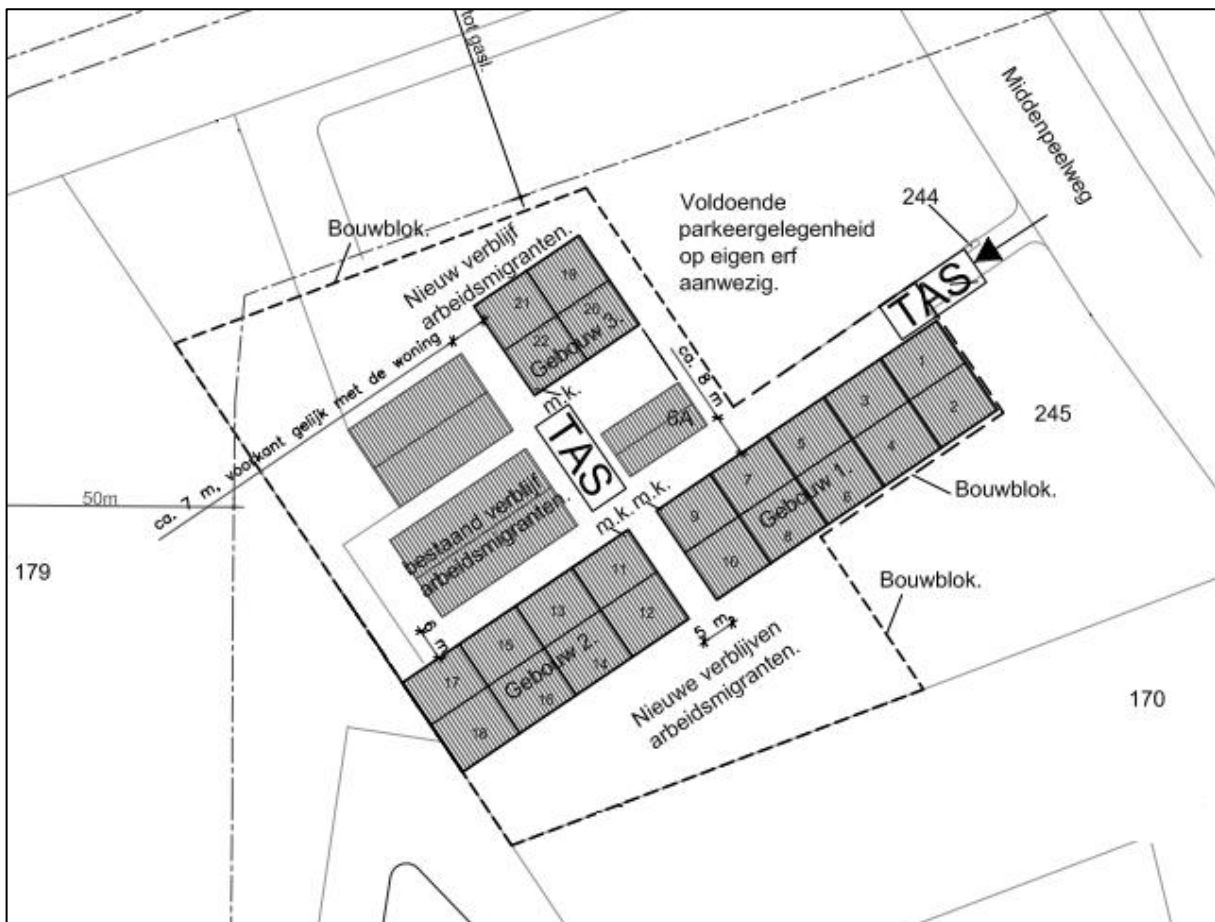 tot gasl.
Middenpeelweg
Voldoende
parkeergelegenheid
op eigen erf
aanwezig.
244
Bouwblok.
Nieuw verblijf
arbeidsmigranten.
TAS
19
21
20
22
Gebouw 3.
m.k.
ca. 8 m
6A
ca. 7 m, voorkant gelijk met de woning
TAS
1
2
3
4
5
6
7
8
9
10
Gebouw 1.
245
Bouwblok.
50m
179
bestaand verblijf
arbeidsmigranten.
m.k.
m.k.
11
12
13
14
15
16
17
18
Gebouw 2.
5 m
Bouwblok.
Nieuwe verblijven
arbeidsmigranten.
170